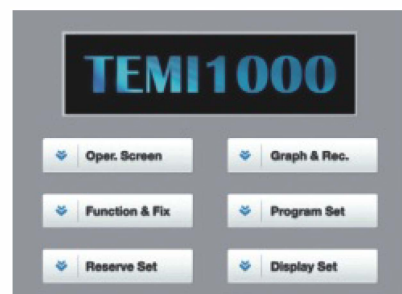 TEMI1000
Oper. Screen
Graph & Rec.
Function & Fix
Program Set
Reserve Set
Display Set